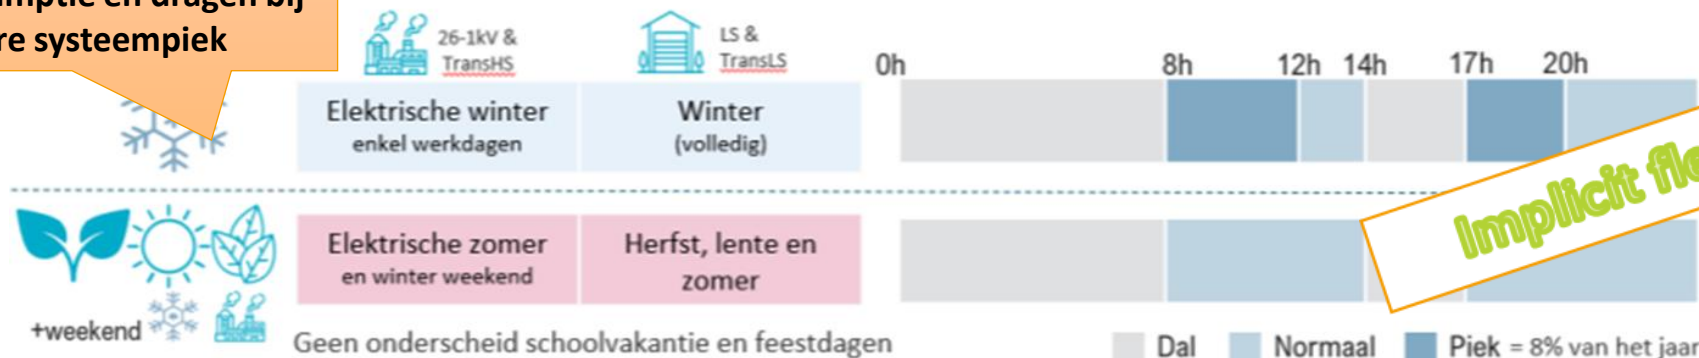 en dragen bij
systeempiek
26-1kV &
TransHS
LS &
TransLS
0h 8h 12h 14h 17h 20h
Elektrische winter
enkel werkdagen
Winter
(volledig)
Implicit
Elektrische zomer
en winter weekend
Herfst, lente en
zomer
+weekend
Geen onderscheid schoolvakantie en feestdagen
Dal Normaal Piek = 8% van het jaar